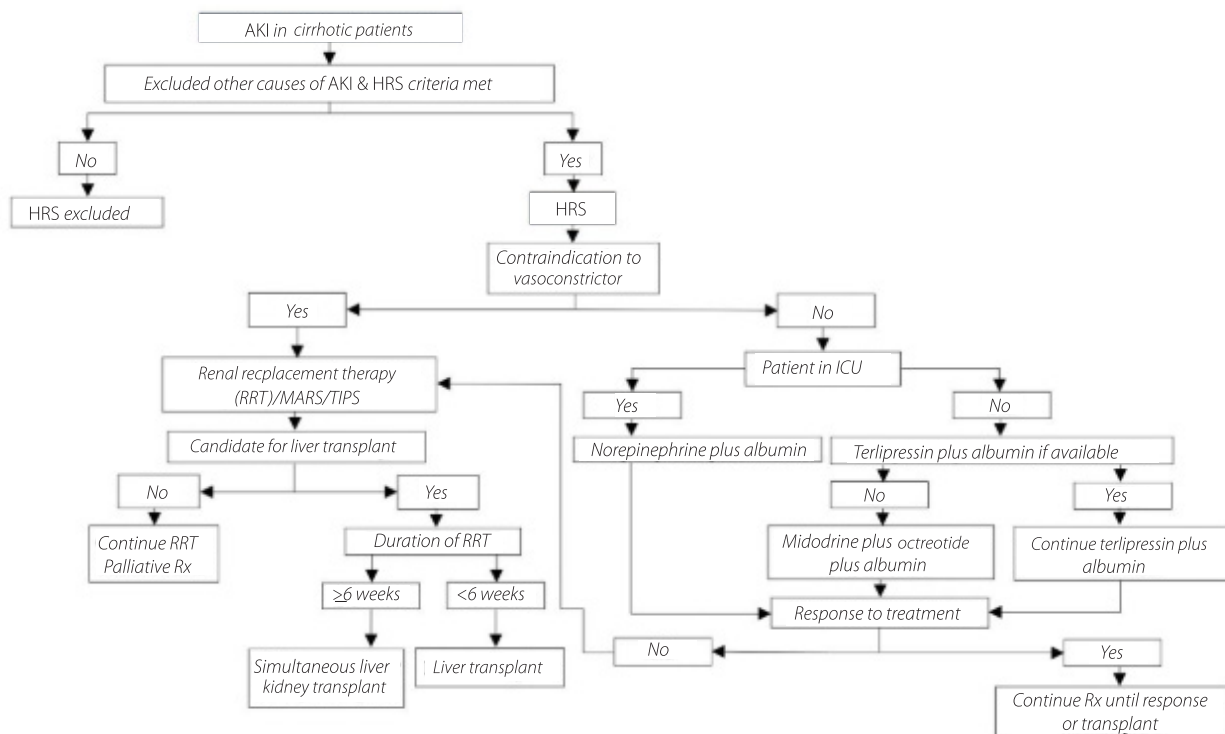 AKI in cirrhotic patients
Excluded other causes of AKI & HRS criteria met
No
Yes
HRS excluded
HRS
Contraindication to
vasoconstrictor
Yes
No
Renal recplacement therapy
(RRT)/MARS/TIPS
Patient in ICU
Yes
No
Candidate for liver transplant
Norepinephrine plus albumin
Terlipressin plus albumin if available
No
Yes
No
Yes
Continue RRT
Palliative Rx
Duration of RRT
Midodrine plus octreotide
plus albumin
Continue terlipressin plus
albumin
≥6 weeks
<6 weeks
Response to treatment
Simultaneous liver
kidney transplant
Liver transplant
No
Yes
Continue Rx until response
or transplant